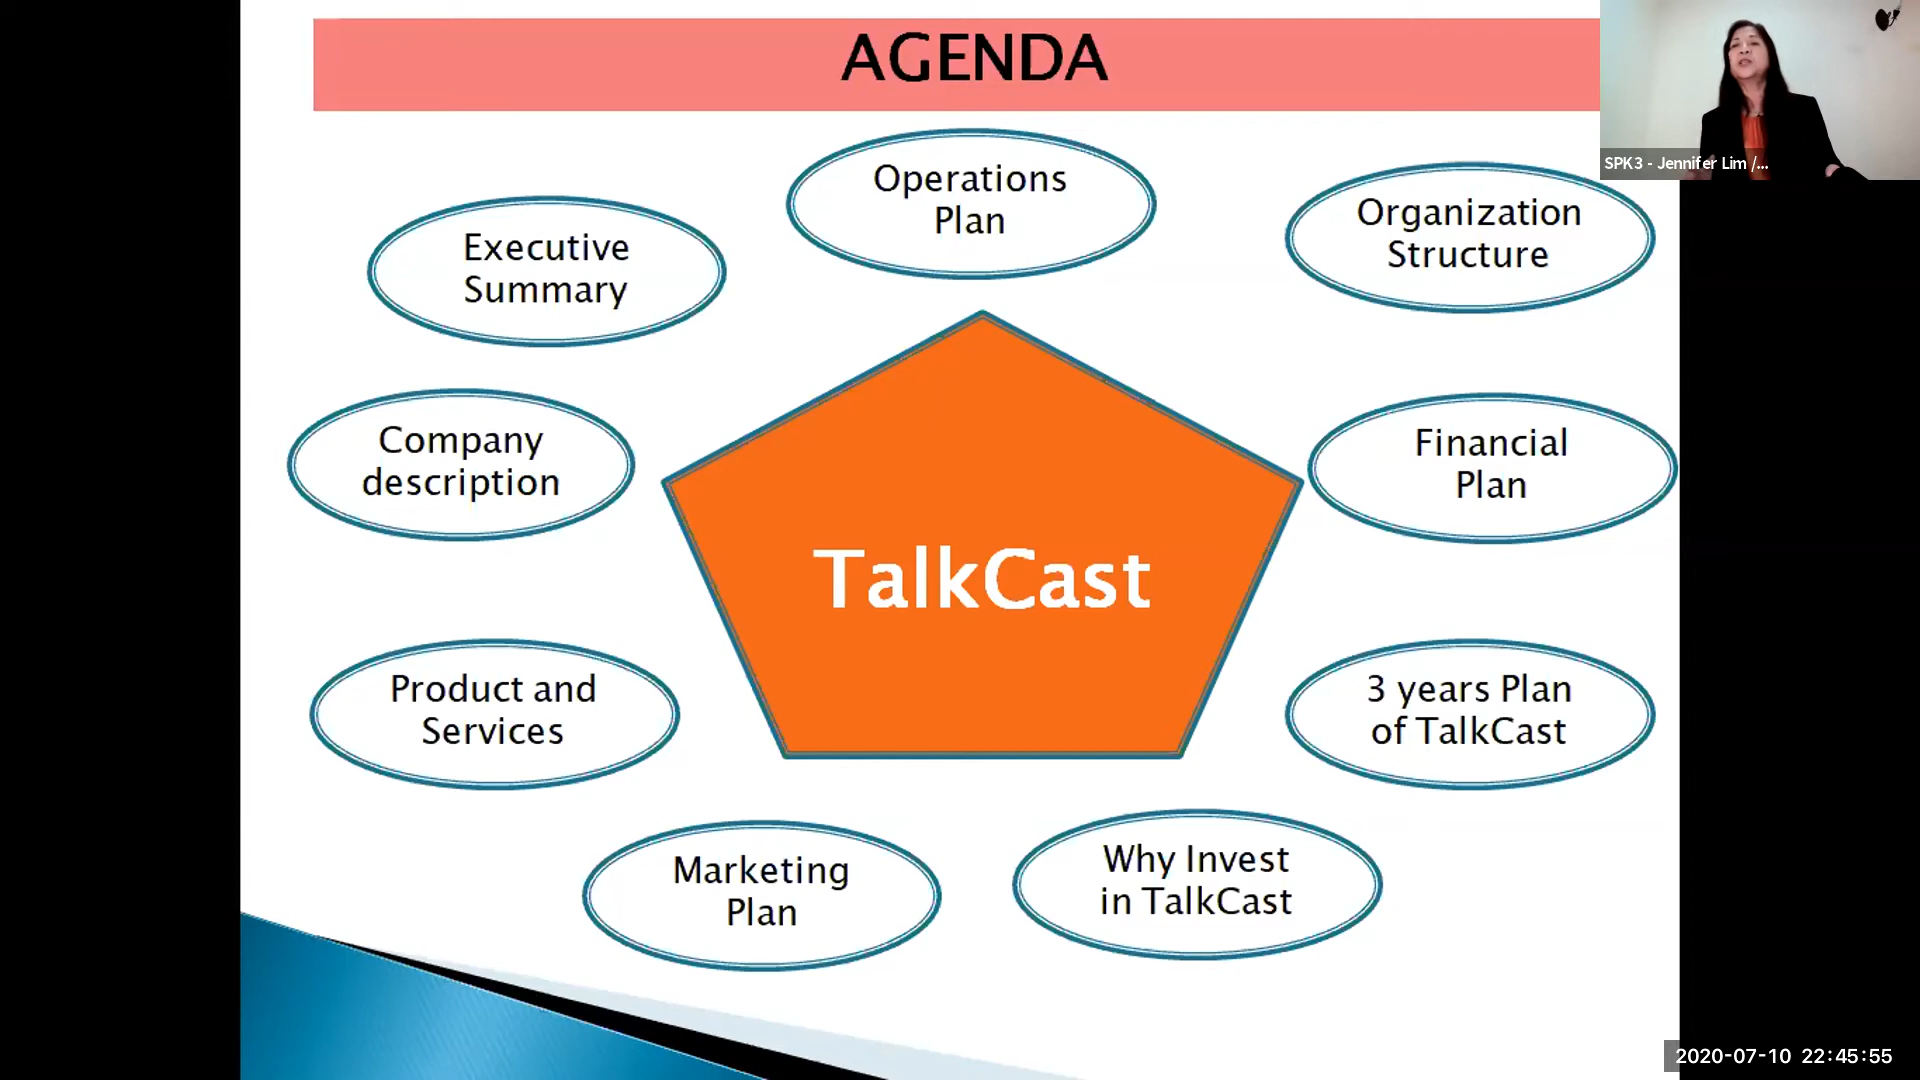 AGENDA
SPK3 - Jennifer Lim /...
Operations
Plan
Organization
Structure
Executive
Summary
Company
description
Financial
Plan
TalkCast
Product and
Services
3 years Plan
of TalkCast
Marketing
Plan
Why Invest
in TalkCast
2020-07-10 22:45:55